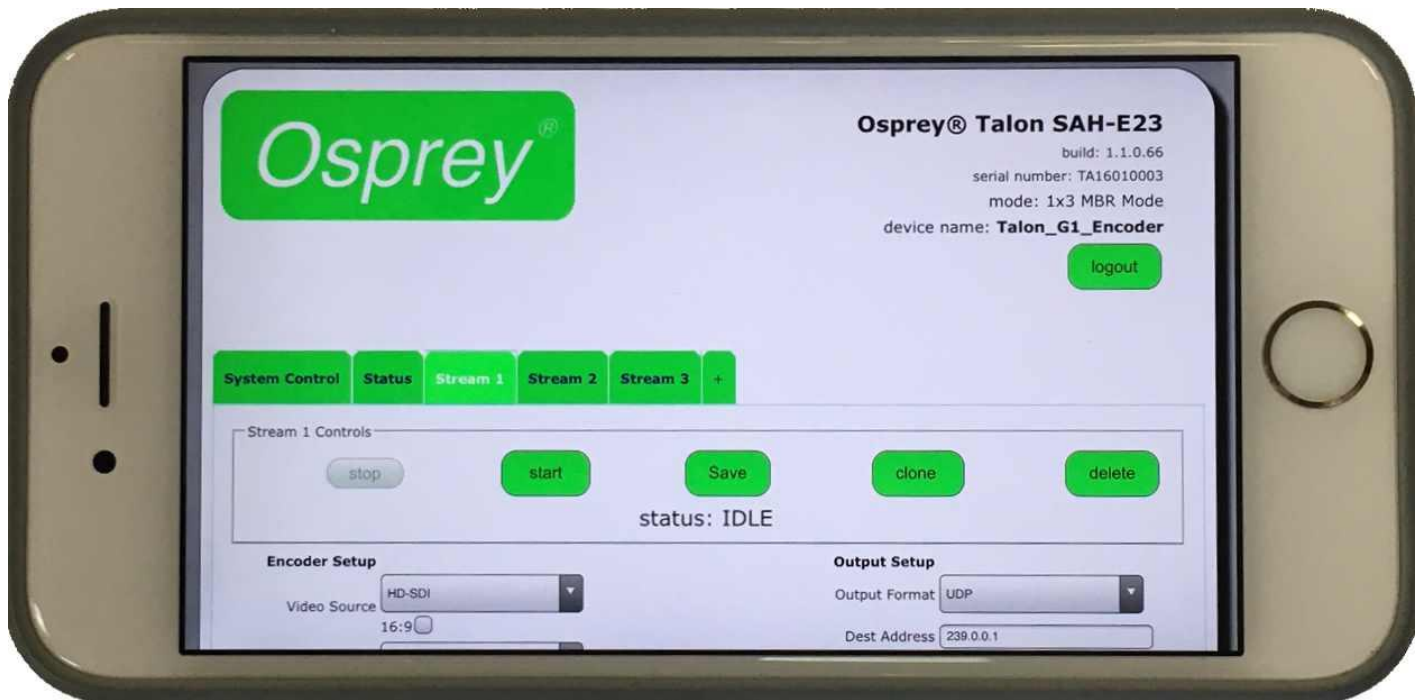 Osprey®
Osprey® Talon SAH-E23
build: 1.1.0.66
serial number: TA16010003
mode: 1x3 MBR Mode
device name: Talon_G1_Encoder
logout
System Control Status Stream 1 Stream 2 Stream 3 +
Stream 1 Controls
stop start Save clone delete
status: IDLE
Encoder Setup Output Setup
Video Source HD-SDI Output Format UDP
16:9 Dest Address 239.0.0.1